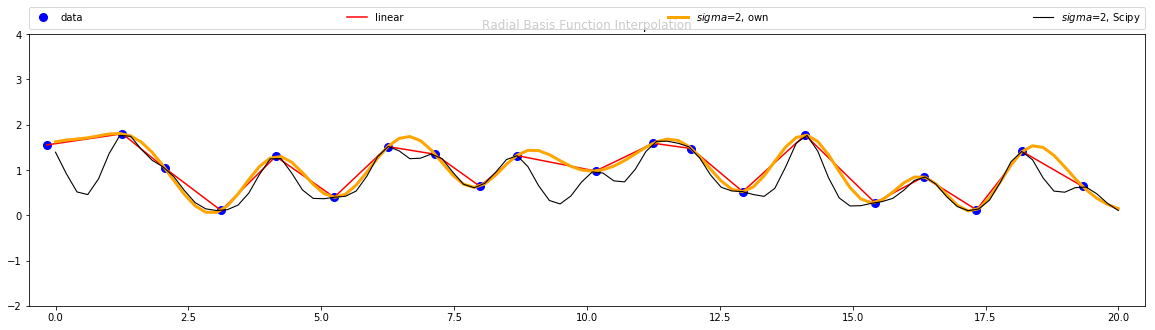 data linear sigma=2, own sigma=2, Scipy
Radial Basis Function Interpolation
4
3
2
1
0
−1
−2
0.0 2.5 5.0 7.5 10.0 12.5 15.0 17.5 20.0